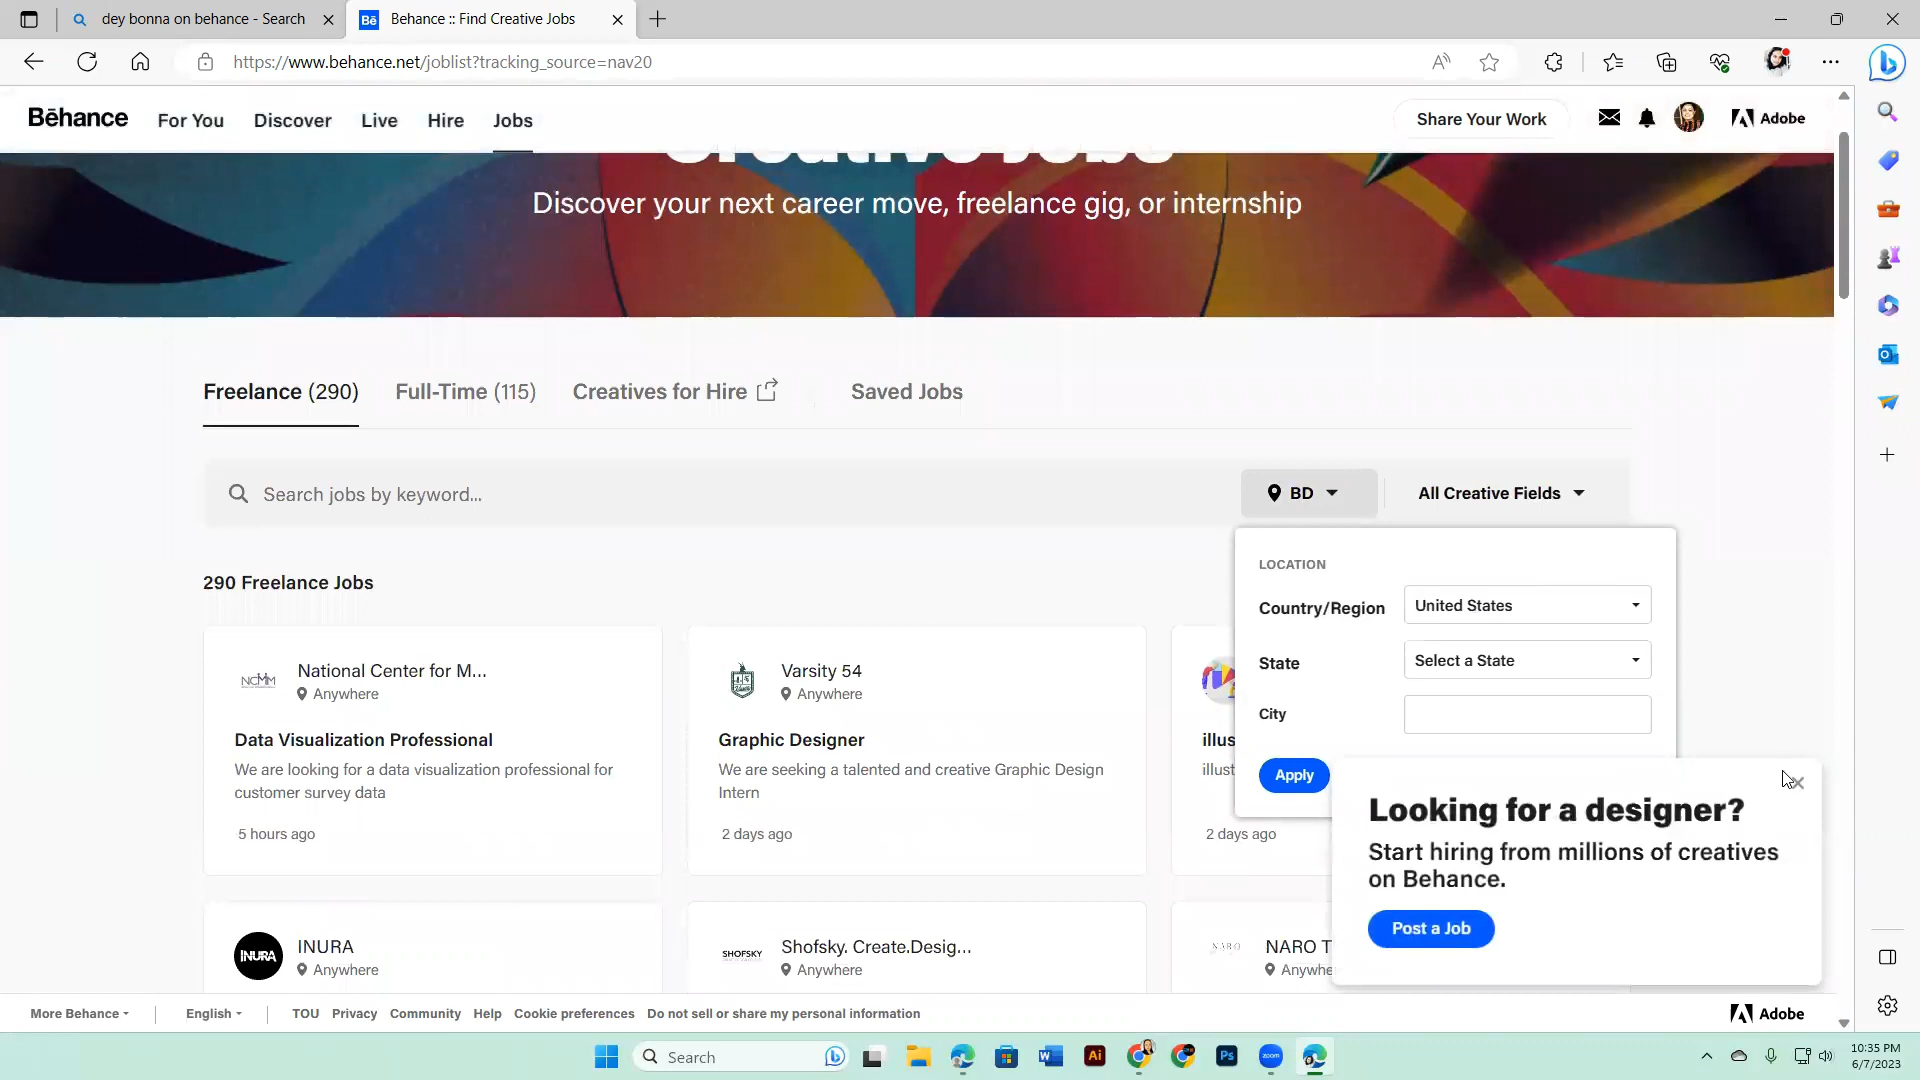 dey bonna on behance - Search
Bē Behance :: Find Creative Jobs
https://www.behance.net/joblist?tracking_source=nav20
Bēhance For You Discover Live Hire Jobs Share Your Work Adobe
Creative Jobs
Discover your next career move, freelance gig, or internship
Freelance (290) Full-Time (115) Creatives for Hire Saved Jobs
Search jobs by keyword... BD All Creative Fields
LOCATION
Country/Region United States
State Select a State
City
Apply
290 Freelance Jobs
National Center for M...
Anywhere
Data Visualization Professional
We are looking for a data visualization professional for
customer survey data
5 hours ago
Varsity 54
Anywhere
Graphic Designer
We are seeking a talented and creative Graphic Design
Intern
2 days ago
illus
illust
2 days ago
Looking for a designer?
Start hiring from millions of creatives
on Behance.
Post a Job
INURA
INURA
Anywhere
SHOFSKY
Shofsky. Create.Desig...
Anywhere
NARO
NARO T
Anywhe
More Behance English TOU Privacy Community Help Cookie preferences Do not sell or share my personal information Adobe
Search Ai Ps zoom
10:35 PM
6/7/2023